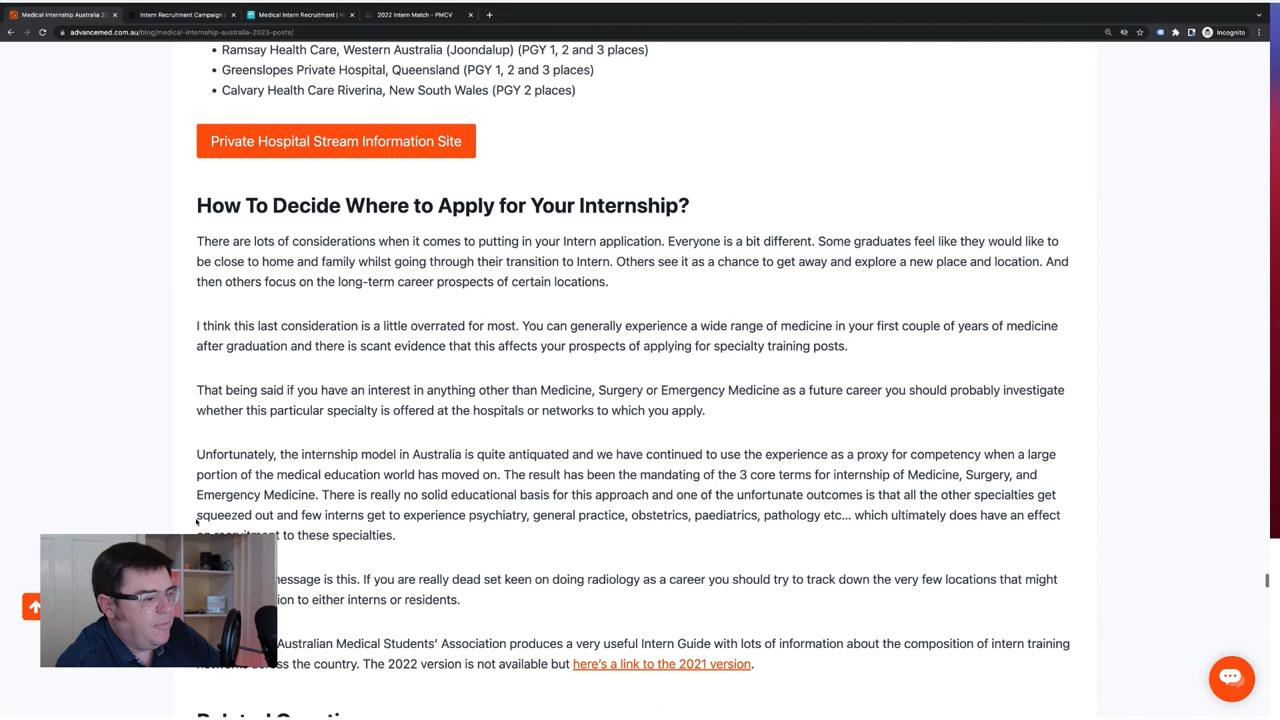 Medical Internship Australia 20
Intern Recruitment Campaign |
Medical Intern Recruitment | H
2022 Intern Match - PMCV
advancemed.com.au/blog/medical-internship-australia-2023-posts/
Incognito
• Ramsay Health Care, Western Australia (Joondalup) (PGY 1, 2 and 3 places)
• Greenslopes Private Hospital, Queensland (PGY 1, 2 and 3 places)
• Calvary Health Care Riverina, New South Wales (PGY 2 places)
Private Hospital Stream Information Site
How To Decide Where to Apply for Your Internship?
There are lots of considerations when it comes to putting in your Intern application. Everyone is a bit different. Some graduates feel like they would like to
be close to home and family whilst going through their transition to Intern. Others see it as a chance to get away and explore a new place and location. And
then others focus on the long-term career prospects of certain locations.
I think this last consideration is a little overrated for most. You can generally experience a wide range of medicine in your first couple of years of medicine
after graduation and there is scant evidence that this affects your prospects of applying for specialty training posts.
That being said if you have an interest in anything other than Medicine, Surgery or Emergency Medicine as a future career you should probably investigate
whether this particular specialty is offered at the hospitals or networks to which you apply.
Unfortunately, the internship model in Australia is quite antiquated and we have continued to use the experience as a proxy for competency when a large
portion of the medical education world has moved on. The result has been the mandating of the 3 core terms for internship of Medicine, Surgery, and
Emergency Medicine. There is really no solid educational basis for this approach and one of the unfortunate outcomes is that all the other specialties get
squeezed out and few interns get to experience psychiatry, general practice, obstetrics, paediatrics, pathology etc... which ultimately does have an effect
to these specialties.
message is this. If you are really dead set keen on doing radiology as a career you should try to track down the very few locations that might
to either interns or residents.
Australian Medical Students' Association produces a very useful Intern Guide with lots of information about the composition of intern training
the country. The 2022 version is not available but here's a link to the 2021 version.